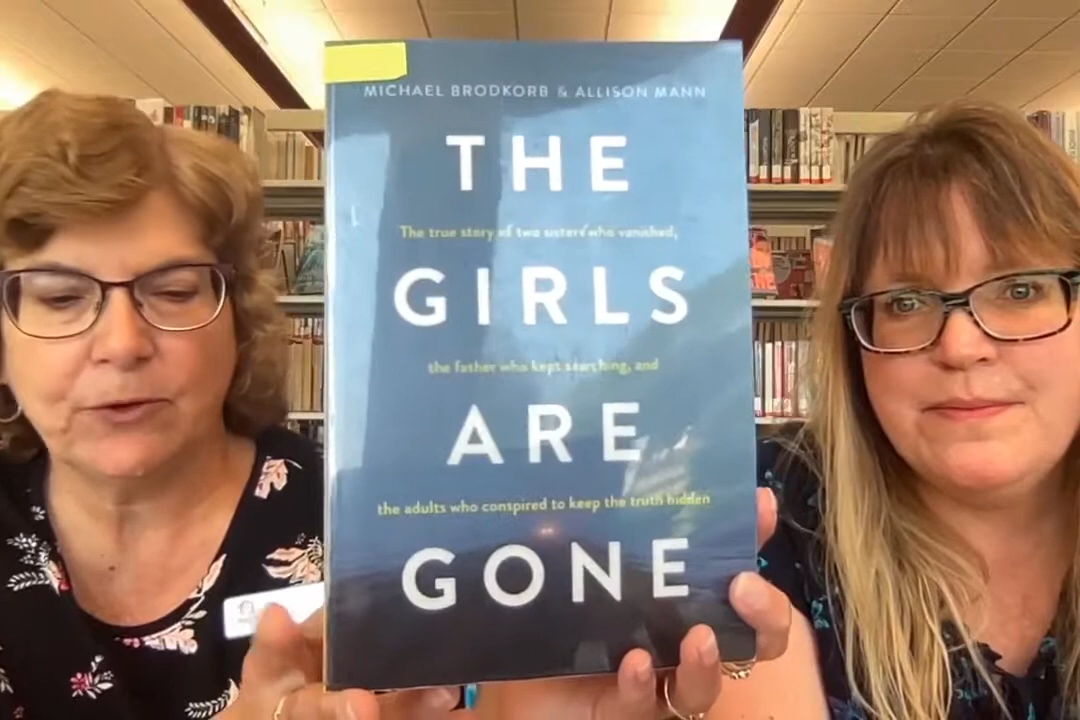 MICHAEL BRODKORB & ALLISON MANN
THE
The true story of two sisters who vanished,
GIRLS
the father who kept searching, and
ARE
the adults who conspired to keep the truth hidden
GONE